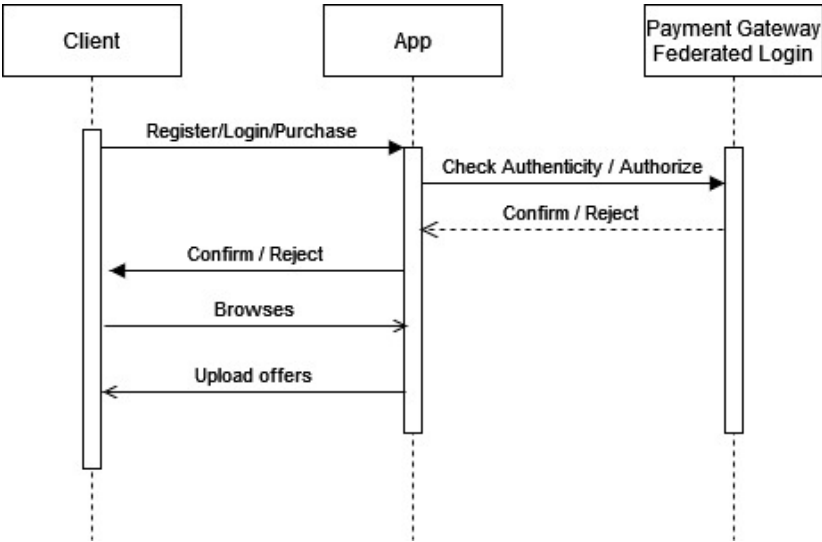 Client
App
Payment Gateway
Federated Login
Register/Login/Purchase
Check Authenticity / Authorize
Confirm / Reject
Confirm / Reject
Browses
Upload offers